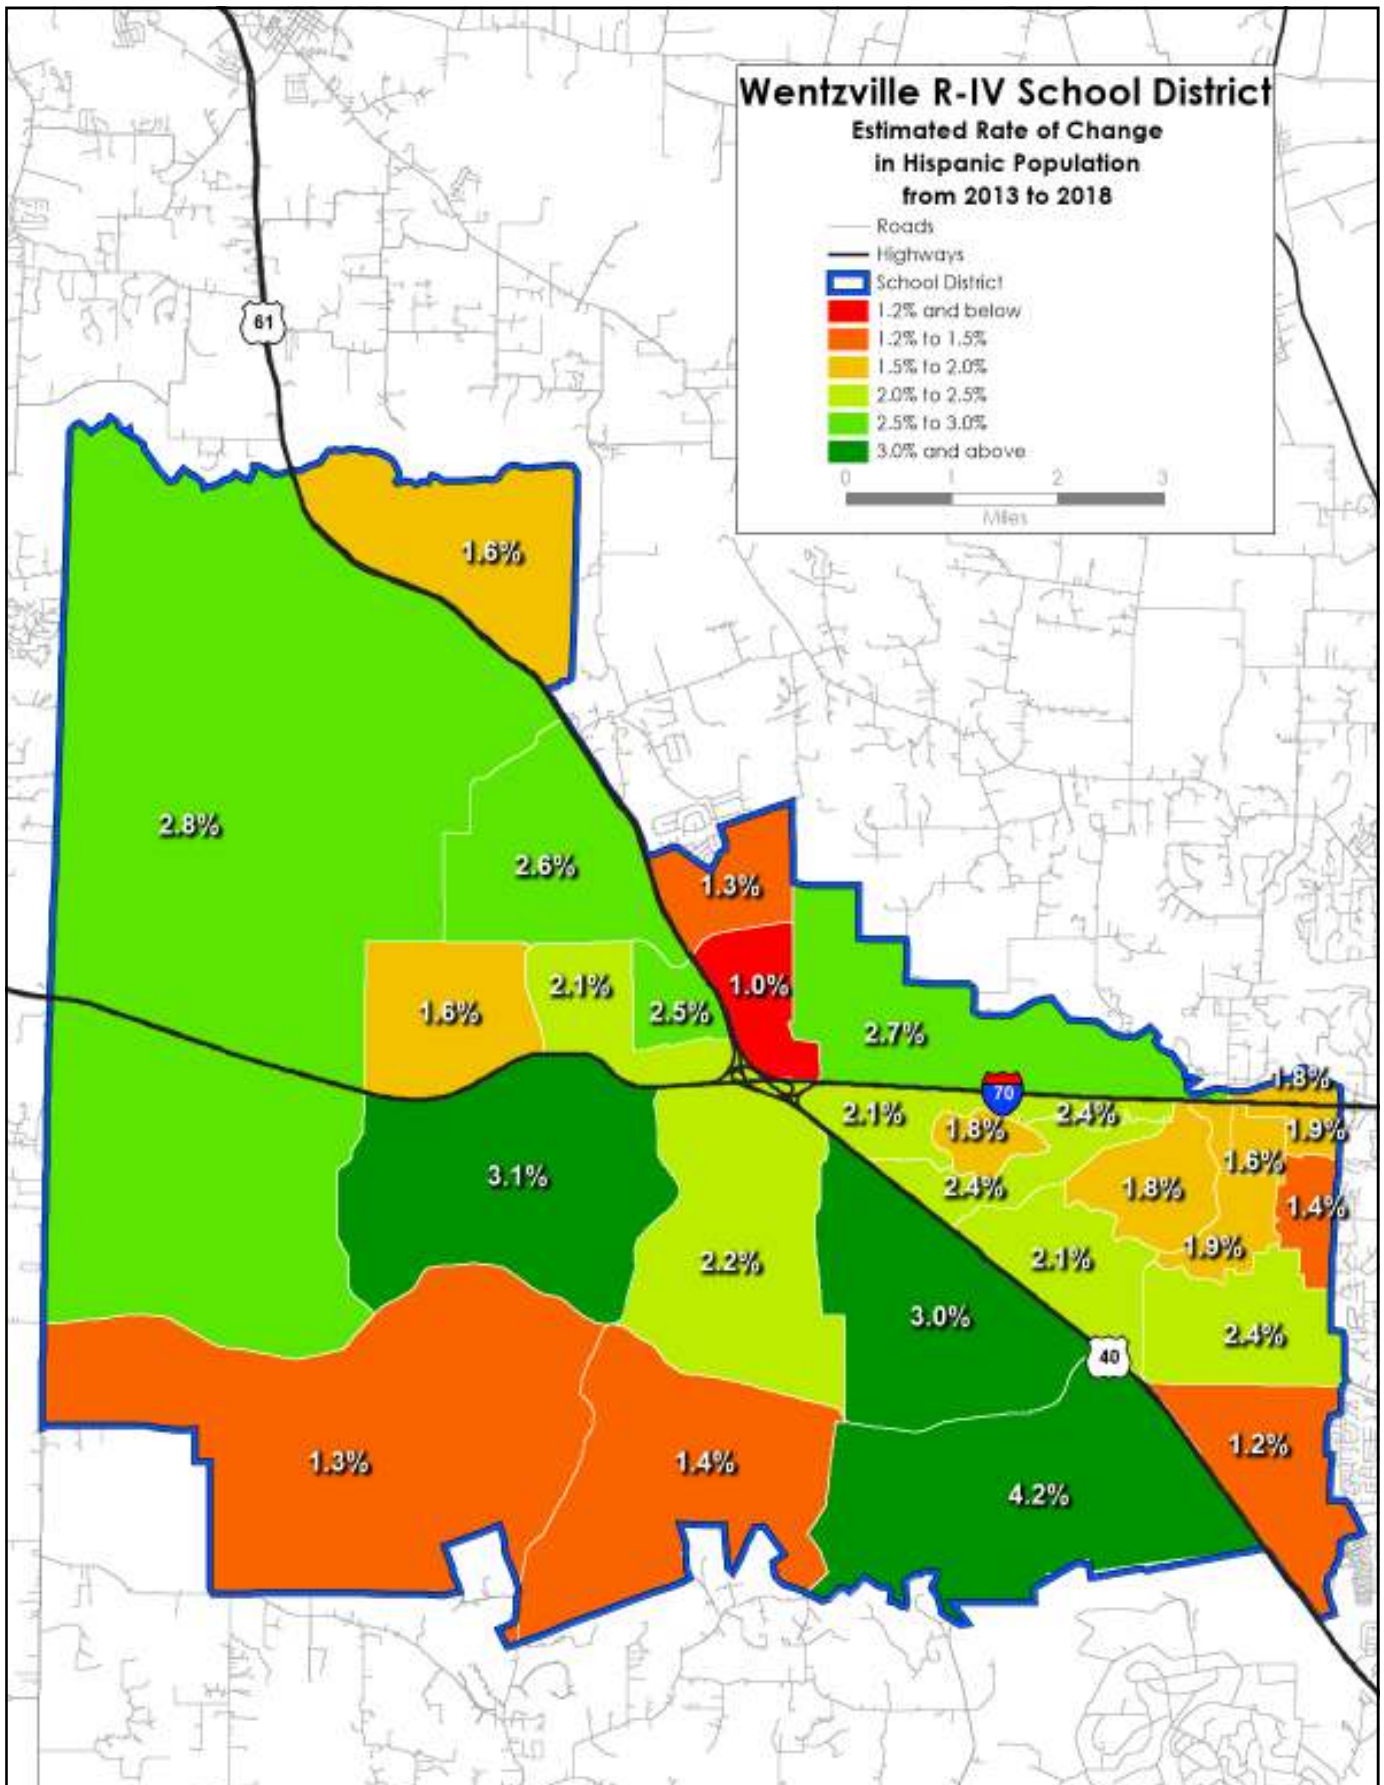 Wentzville R-IV School District
Estimated Rate of Change
in Hispanic Population
from 2013 to 2018
Roads
Highways
School District
1.2% and below
1.2% to 1.5%
1.5% to 2.0%
2.0% to 2.5%
2.5% to 3.0%
3.0% and above
0 1 2 3
Miles
61
1.6%
2.8%
2.6%
1.3%
1.6%
2.1%
2.5%
1.0%
2.7%
1.8%
70
2.1%
1.8%
2.4%
1.9%
1.6%
3.1%
2.4%
1.8%
1.4%
2.2%
2.1%
1.9%
3.0%
2.4%
40
1.3%
1.4%
4.2%
1.2%